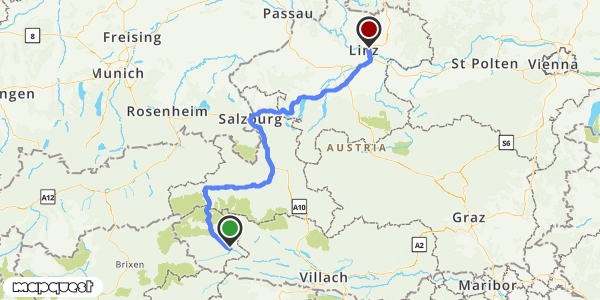 Passau
Freising
8
Linz
St Polten
Vienna
Munich
ngen
Rosenheim
Salzburg
AUSTRIA
S6
A12
A10
Graz
A2
Brixen
Villach
Maribor
mapquest